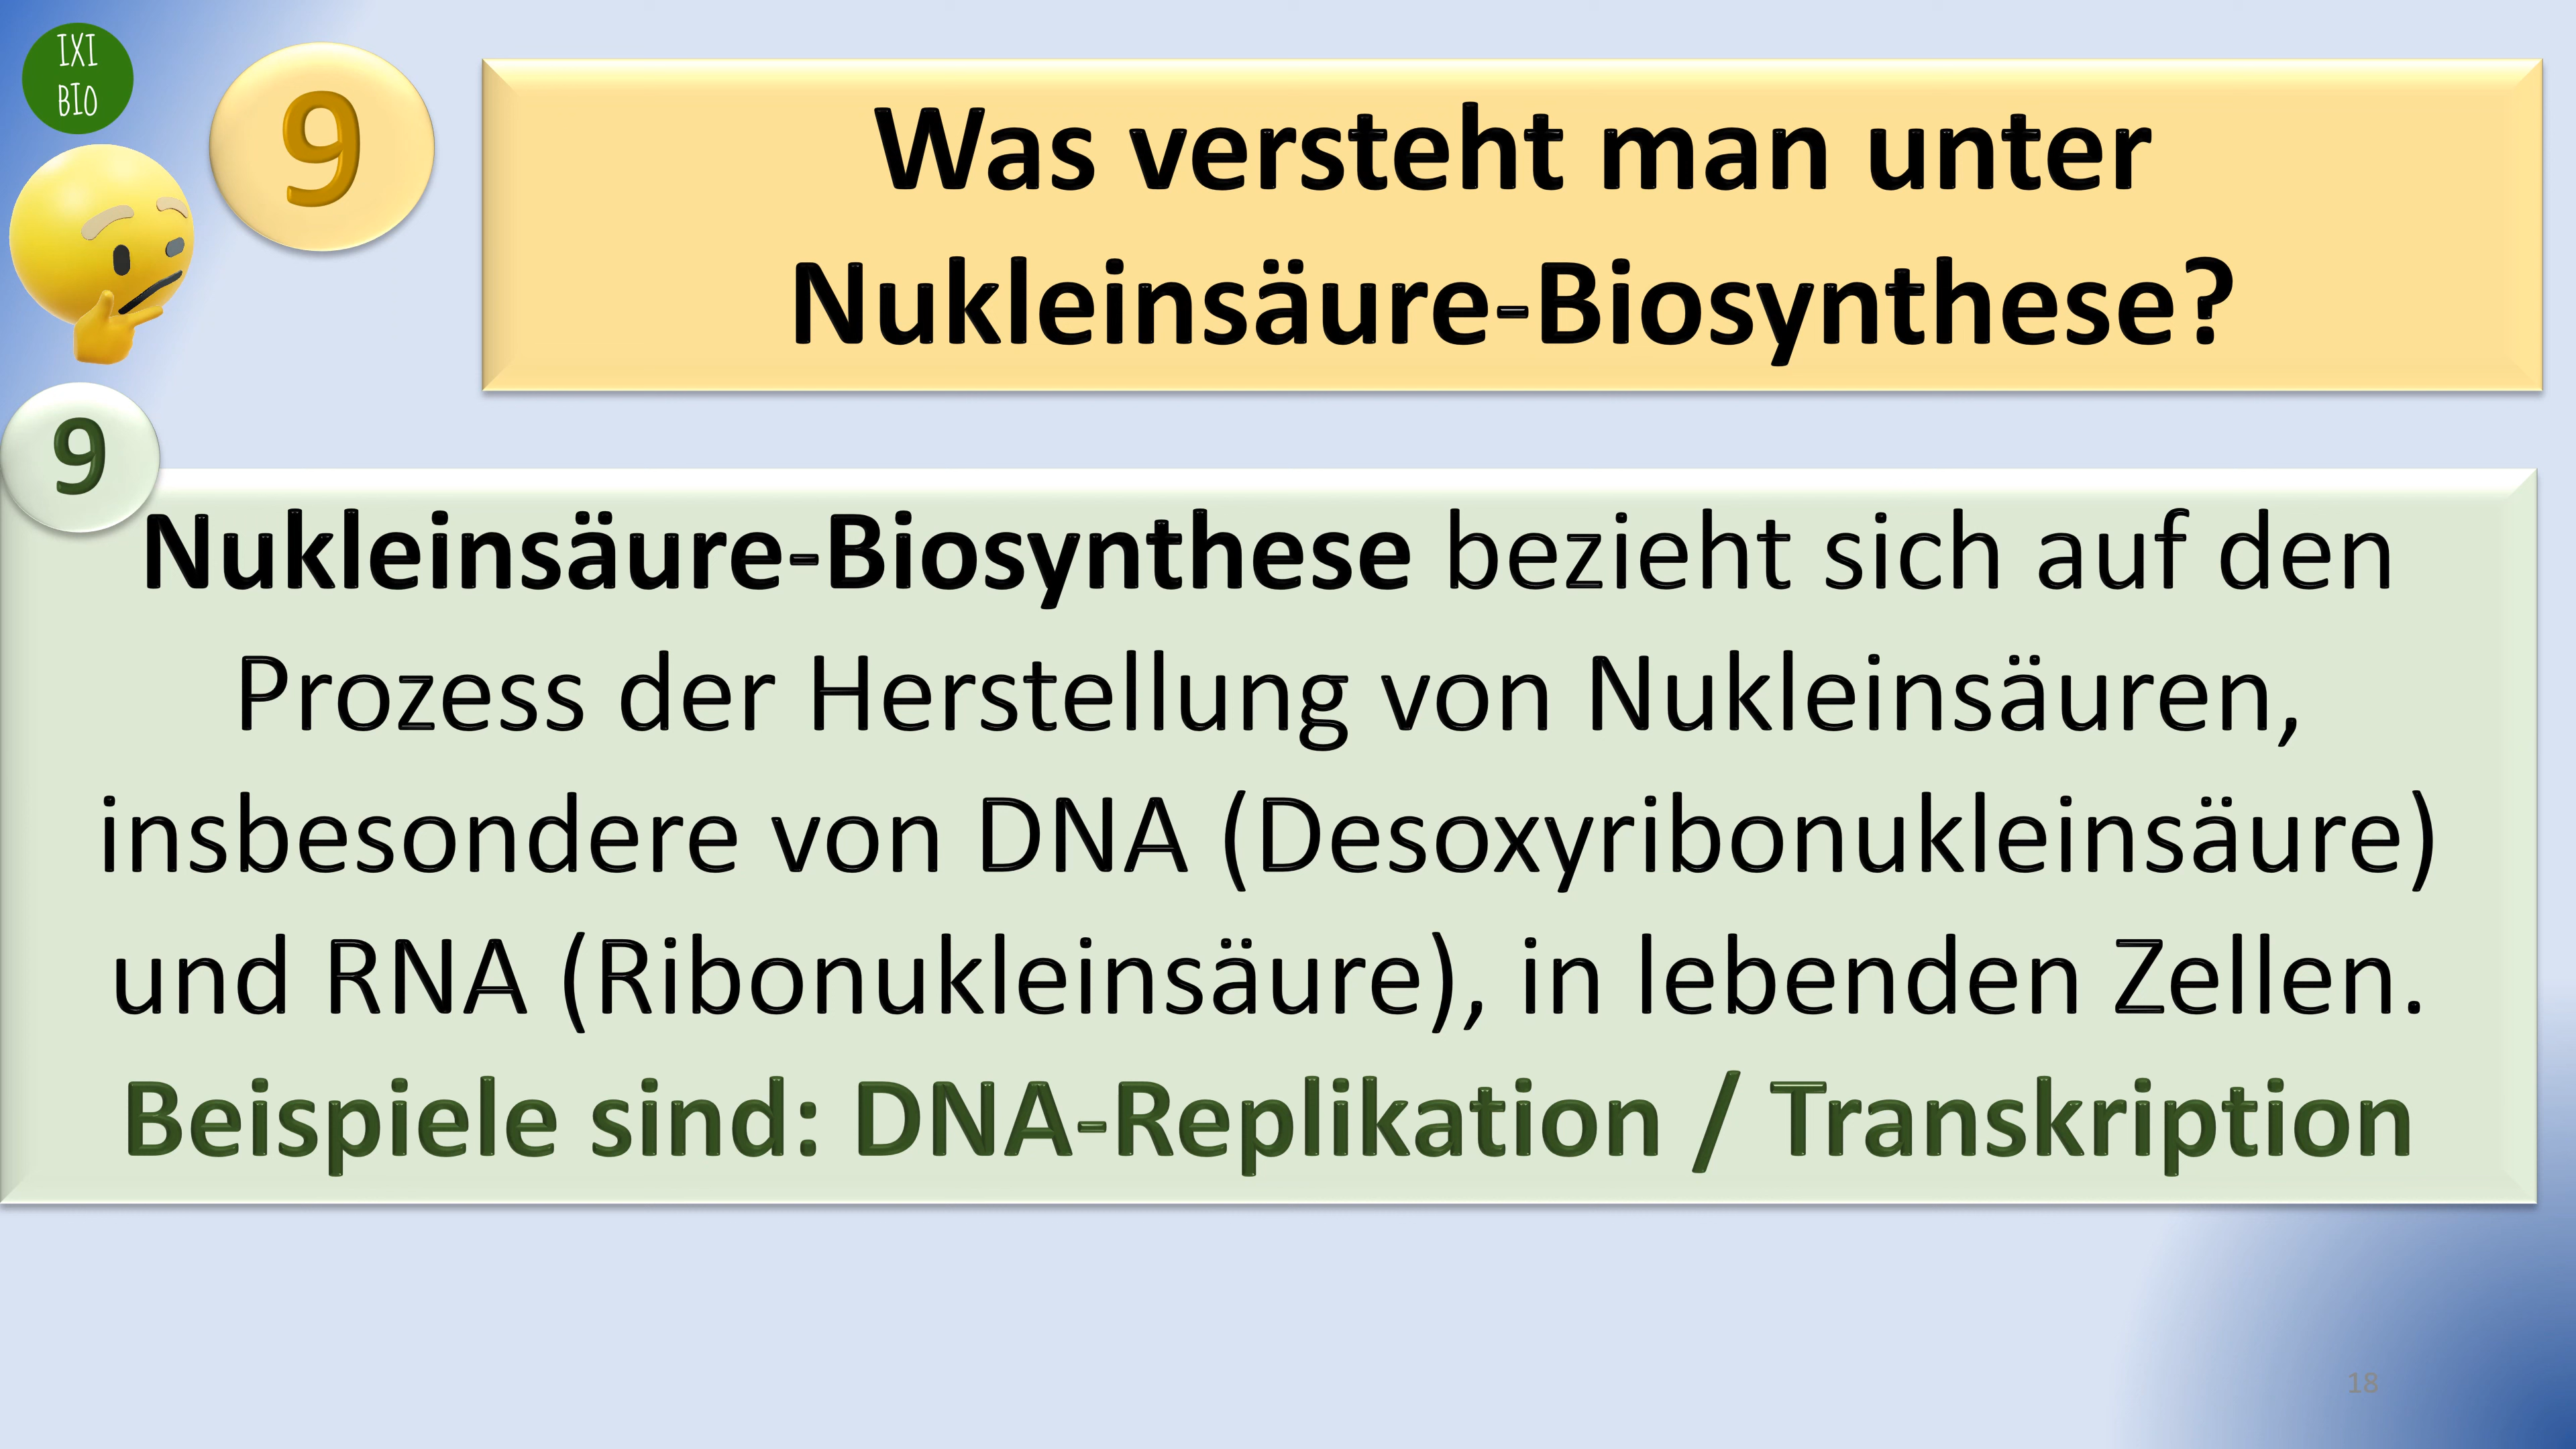 IXI
BIO
9
Was versteht man unter
Nukleinsäure-Biosynthese?
9
Nukleinsäure-Biosynthese bezieht sich auf den
Prozess der Herstellung von Nukleinsäuren,
insbesondere von DNA (Desoxyribonukleinsäure)
und RNA (Ribonukleinsäure), in lebenden Zellen.
Beispiele sind: DNA-Replikation / Transkription
18